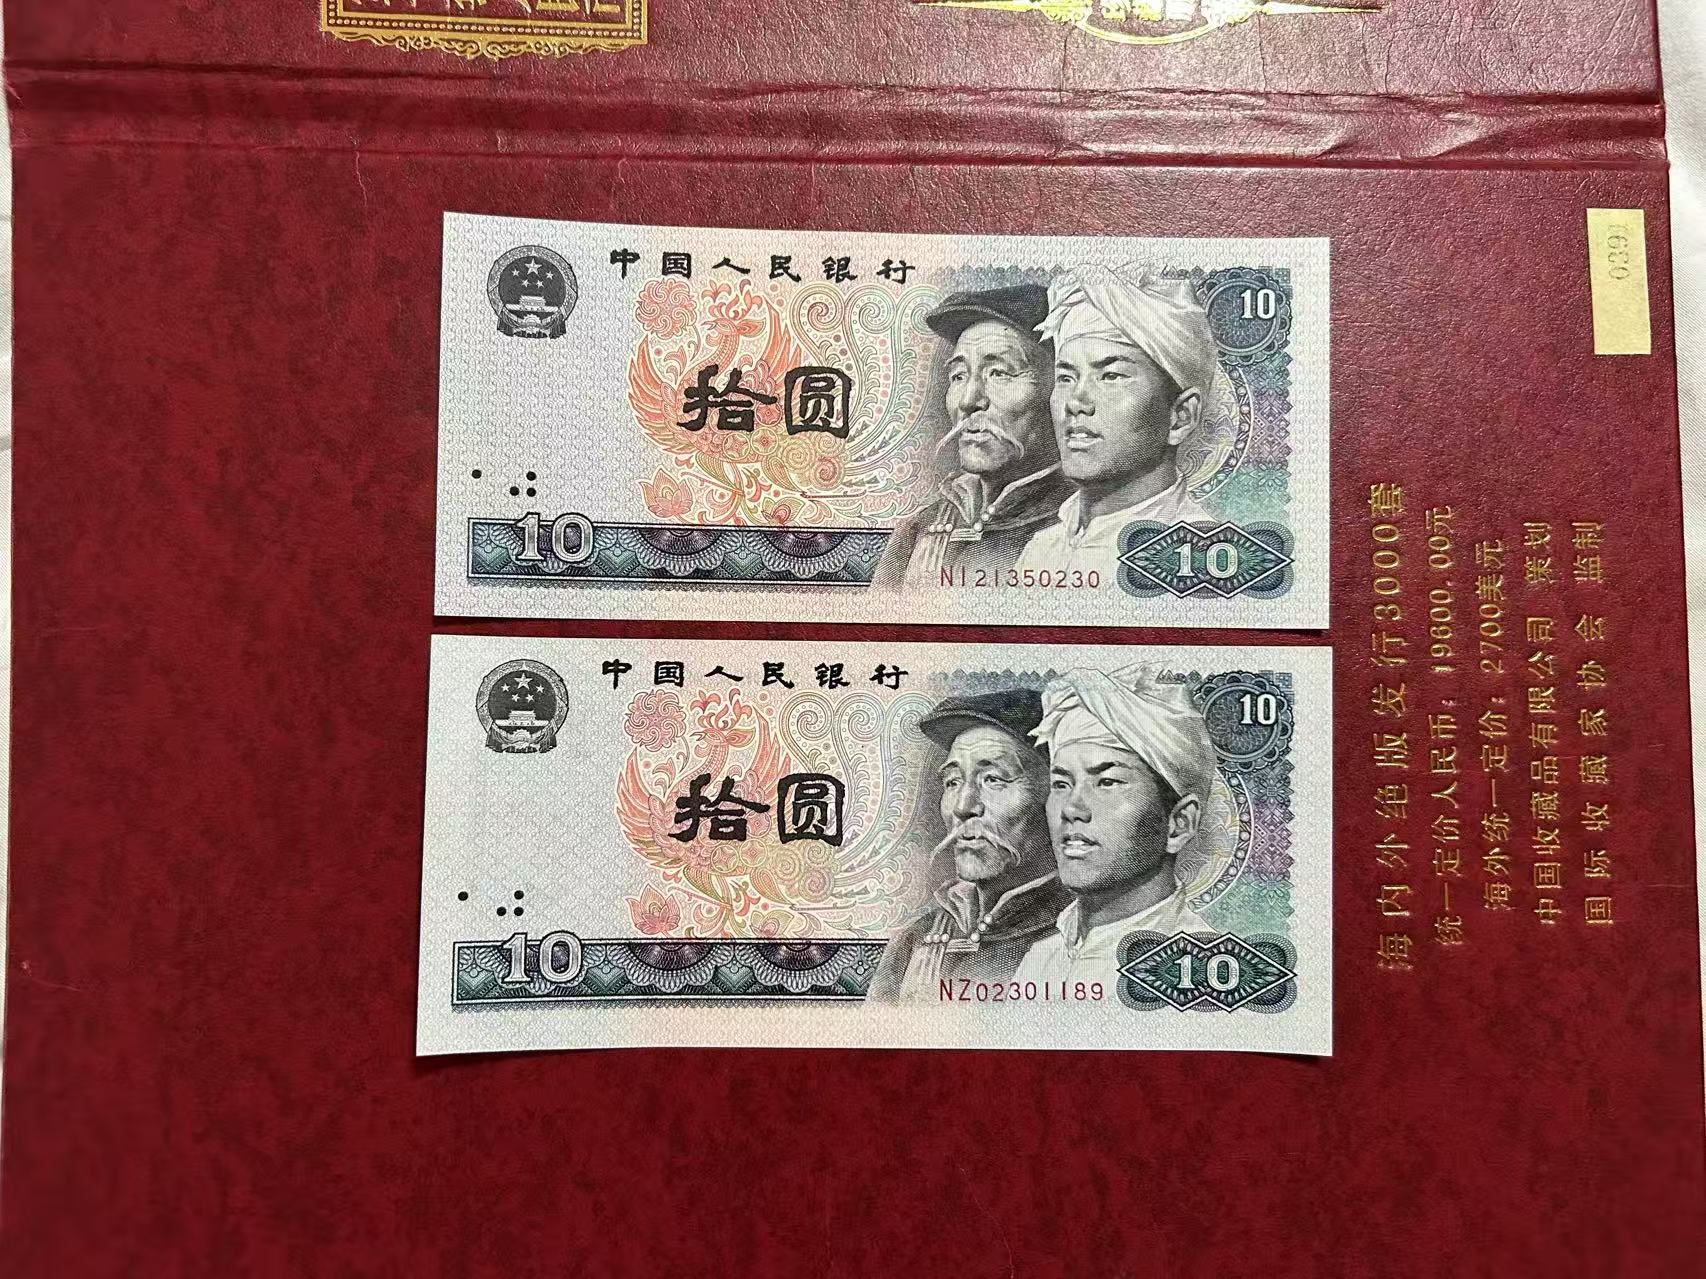 中国人民银行
10
拾圆
10
10
NI21350230
中国人民银行
10
拾圆
10
10
NZ02301189
0391
海内外绝版发行3000套
统一定价人民币：19800.00元
海外统一定价：2700美元
中国收藏品有限公司 策划
国际收藏家协会 监制